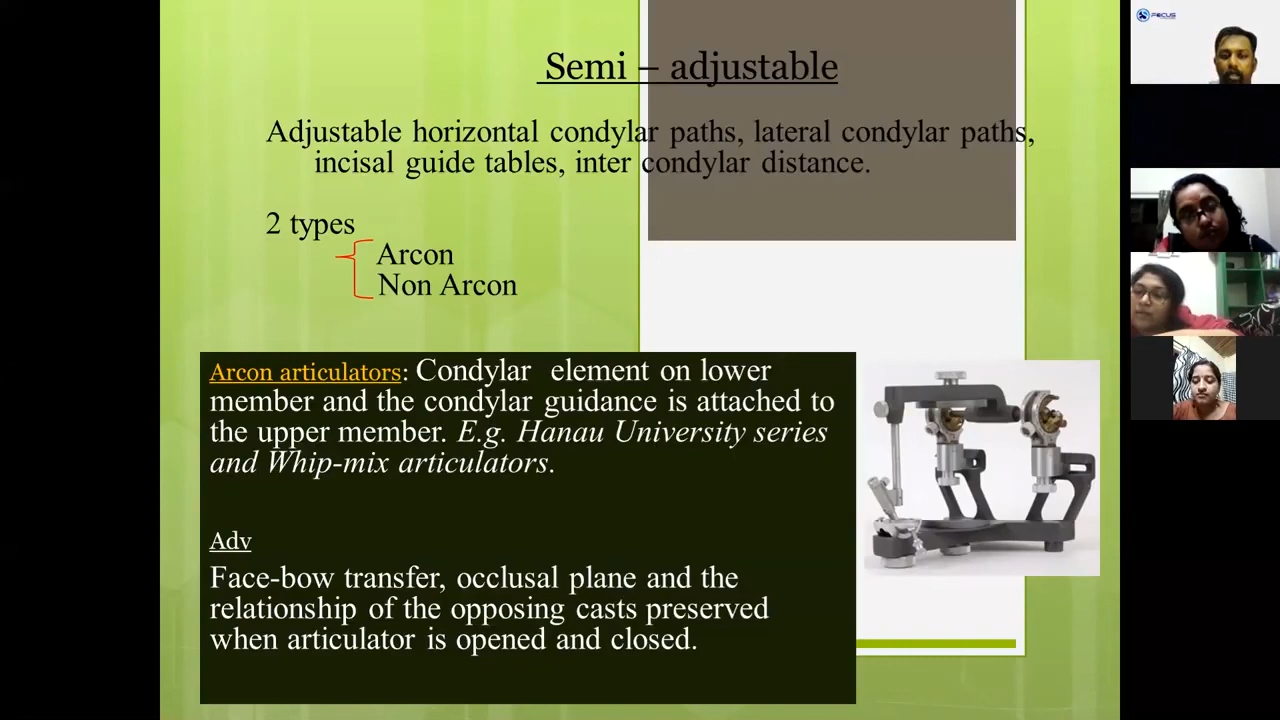 Semi – adjustable
Adjustable horizontal condylar paths, lateral condylar paths,
incisal guide tables, inter condylar distance.
2 types
Arcon
Non Arcon
Arcon articulators: Condylar element on lower
member and the condylar guidance is attached to
the upper member. E.g. Hanau University series
and Whip-mix articulators.
Adv
Face-bow transfer, occlusal plane and the
relationship of the opposing casts preserved
when articulator is opened and closed.
FOCUS